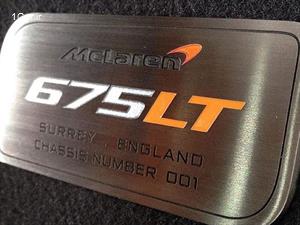 McLaren
675LT
SURREY . ENGLAND
CHASSIS NUMBER 001